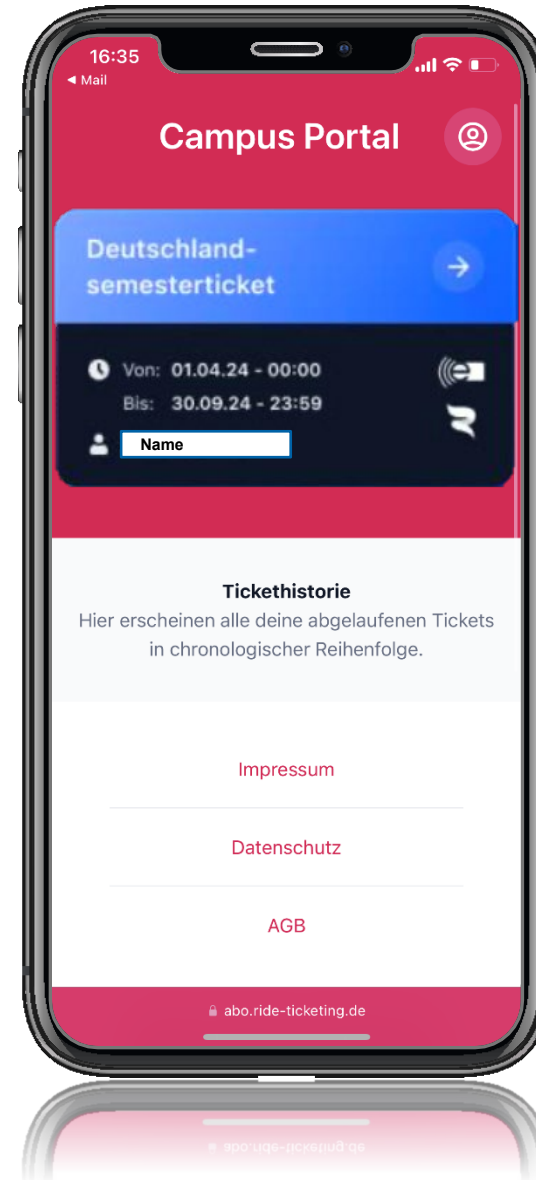 16:35
◄ Mail
Campus Portal
Deutschland-
semesterticket
Von: 01.04.24 - 00:00
Bis: 30.09.24 - 23:59
Name
Tickethistorie
Hier erscheinen alle deine abgelaufenen Tickets
in chronologischer Reihenfolge.
Impressum
Datenschutz
AGB
abo.ride-ticketing.de